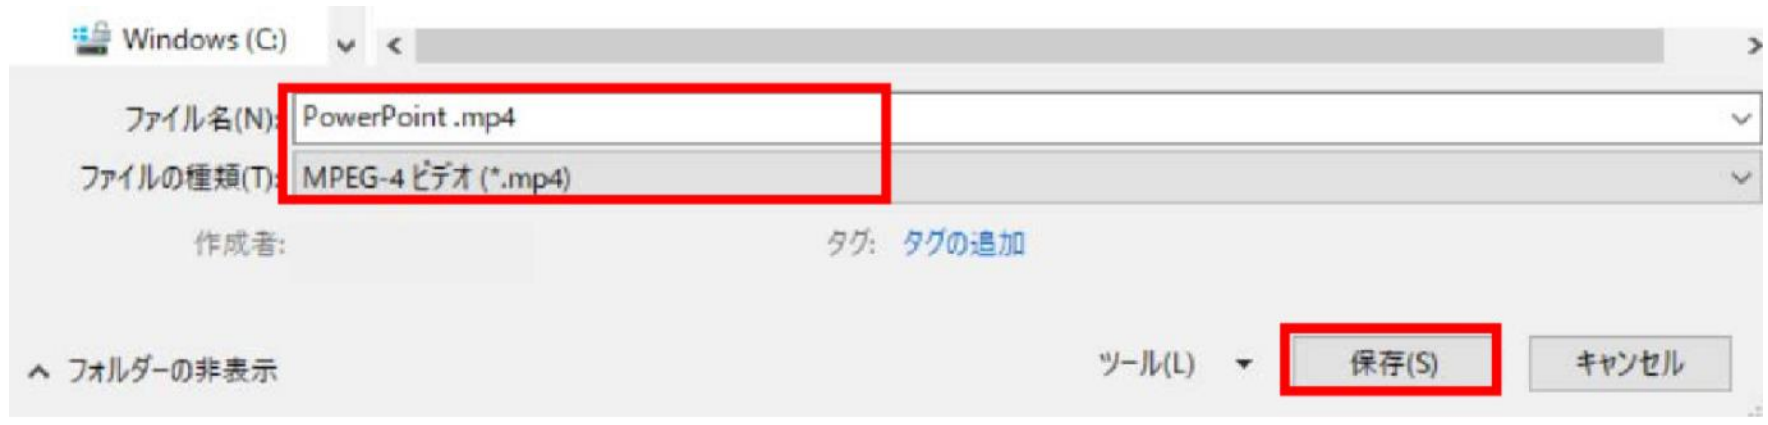 Windows (C:)
ファイル名(N): PowerPoint .mp4
ファイルの種類(T): MPEG-4 ビデオ (*.mp4)
作成者: タグ: タグの追加
フォルダーの非表示 ツール(L) 保存(S) キャンセル